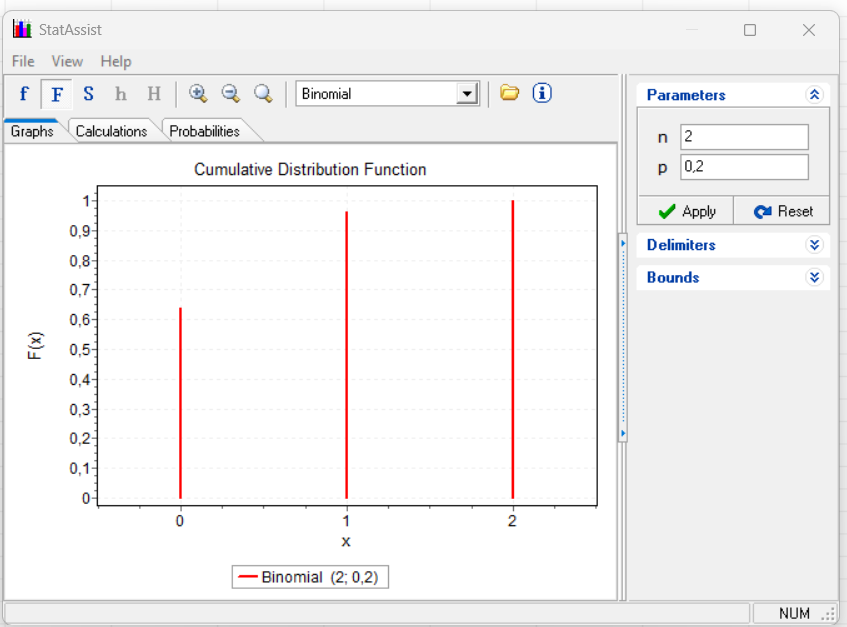 StatAssist
File View Help
f F S h H Binomial
Graphs Calculations Probabilities
Cumulative Distribution Function
1
0,9
0,8
0,7
0,6
0,5
0,4
0,3
0,2
0,1
0
F(x)
0 1 2
x
Binomial (2; 0,2)
Parameters
n 2
p 0,2
Apply Reset
Delimiters
Bounds
NUM